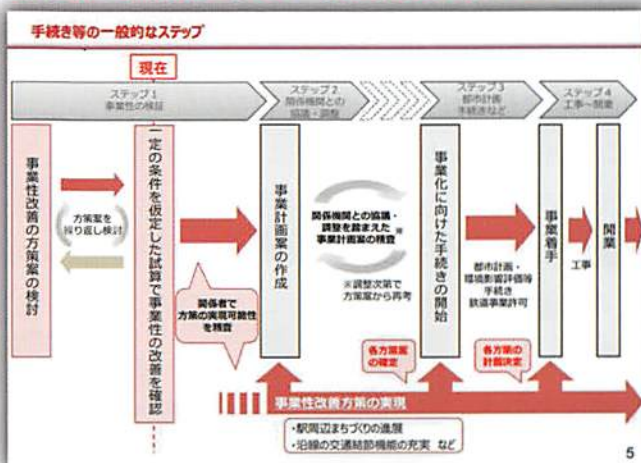 手続き等の一般的なステップ
現在
ステップ1
事業性の検証
ステップ2
関係機関との
協議・調整
ステップ3
都市計画
手続きなど
ステップ4
工事～開業
事業性改善の方策案の検討
方策案を
繰り返し検討
一定の条件を仮定した試算で事業性の改善を確認
関係者で
方策の実現可能性
を精査
事業計画案の作成
関係機関との協議・
調整を踏まえた
事業計画案の検査※
※調整次第で
方策案から再考
事業化に向けた手続きの開始
都市計画・
環境影響評価等
手続き
鉄道事業許可
事業着手
工事
開業
各方策案
の確定
各方策の
計画決定
事業性改善方策の実現
・駅周辺まちづくりの進展
・沿線の交通結節機能の充実 など
5